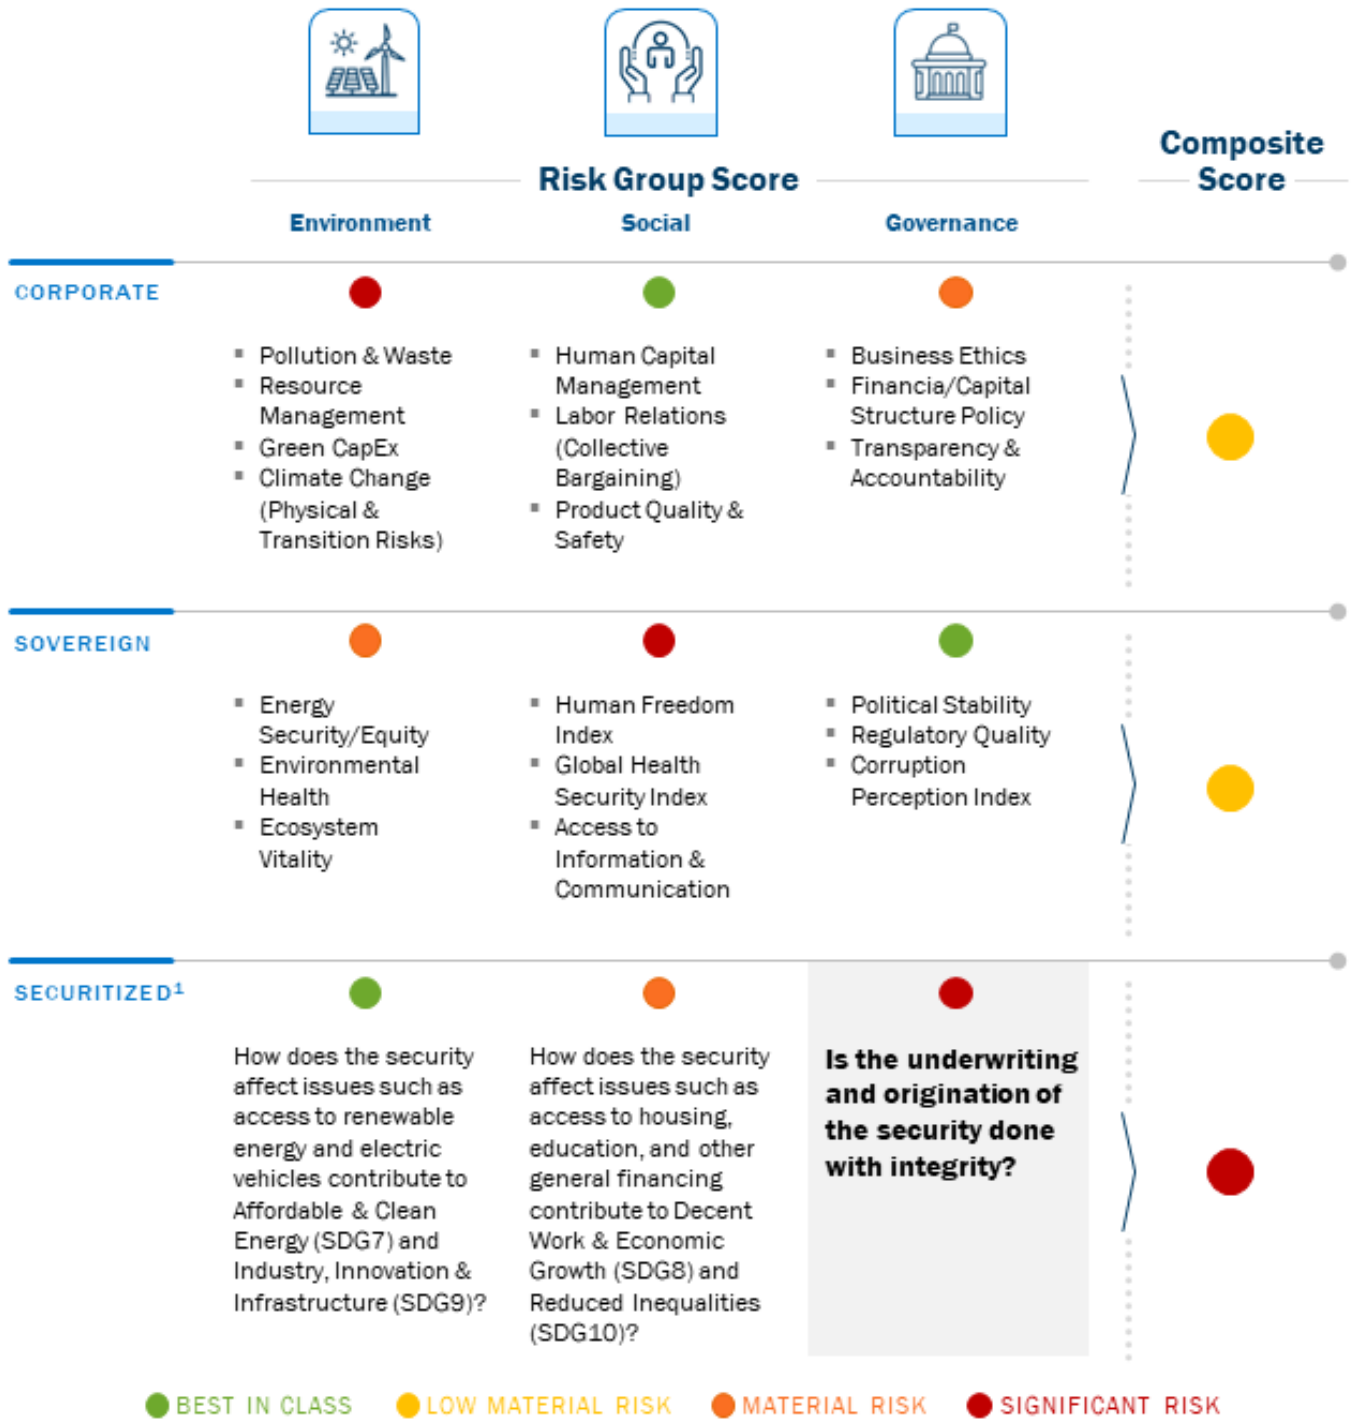 Composite
Score
Risk Group Score
Environment
Social
Governance
CORPORATE
Pollution & Waste
Resource
Management
Green CapEx
Climate Change
(Physical &
Transition Risks)
Human Capital
Management
Labor Relations
(Collective
Bargaining)
Product Quality &
Safety
Business Ethics
Financia/Capital
Structure Policy
Transparency &
Accountability
SOVEREIGN
Energy
Security/Equity
Environmental
Health
Ecosystem
Vitality
Human Freedom
Index
Global Health
Security Index
Access to
Information &
Communication
Political Stability
Regulatory Quality
Corruption
Perception Index
SECURITIZED¹
How does the security
affect issues such as
access to renewable
energy and electric
vehicles contribute to
Affordable & Clean
Energy (SDG7) and
Industry, Innovation &
Infrastructure (SDG9)?
How does the security
affect issues such as
access to housing,
education, and other
general financing
contribute to Decent
Work & Economic
Growth (SDG8) and
Reduced Inequalities
(SDG10)?
Is the underwriting
and origination of
the security done
with integrity?
BEST IN CLASS
LOW MATERIAL RISK
MATERIAL RISK
SIGNIFICANT RISK